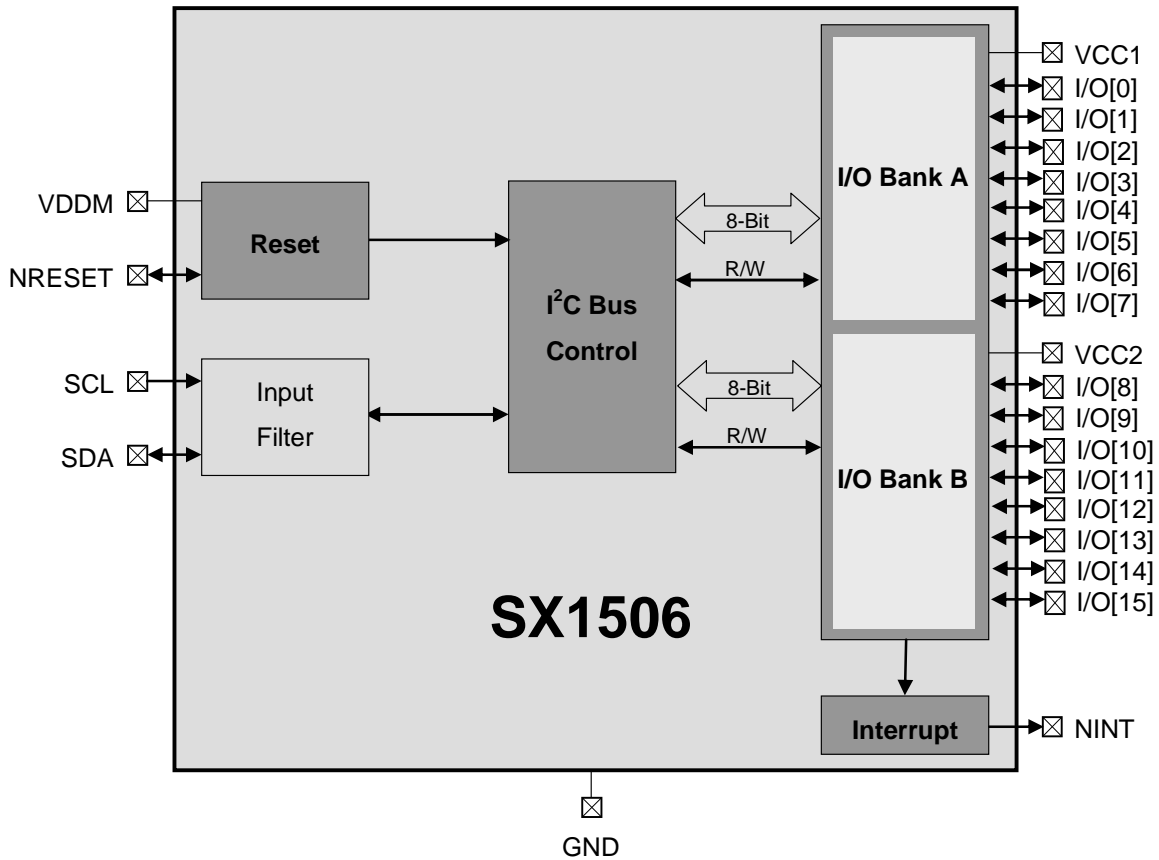 VDDM
NRESET
SCL
SDA
Reset
Input
Filter
I²C Bus
Control
8-Bit
R/W
8-Bit
R/W
I/O Bank A
I/O Bank B
VCC1
I/O[0]
I/O[1]
I/O[2]
I/O[3]
I/O[4]
I/O[5]
I/O[6]
I/O[7]
VCC2
I/O[8]
I/O[9]
I/O[10]
I/O[11]
I/O[12]
I/O[13]
I/O[14]
I/O[15]
SX1506
Interrupt
NINT
GND